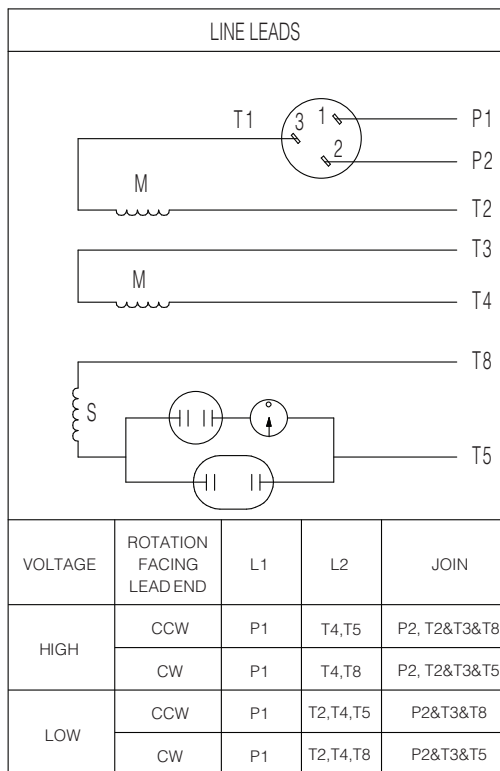 LINE LEADS
T1 3 1 P1
2 P2
M
T2
T3
M
T4
T8
S
T5
VOLTAGE ROTATION FACING LEAD END L1 L2 JOIN
HIGH CCW P1 T4,T5 P2, T2&T3&T8
CW P1 T4,T8 P2, T2&T3&T5
LOW CCW P1 T2,T4,T5 P2&T3&T8
CW P1 T2,T4,T8 P2&T3&T5